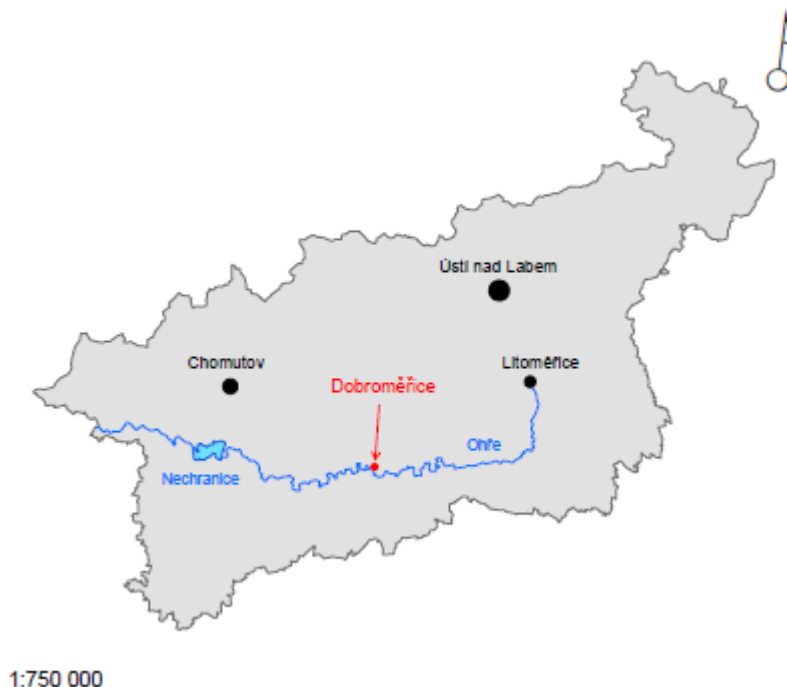 Ústí nad Labem
Chomutov
Litoměřice
Dobroměřice
Ohře
Nechranice
1:750 000